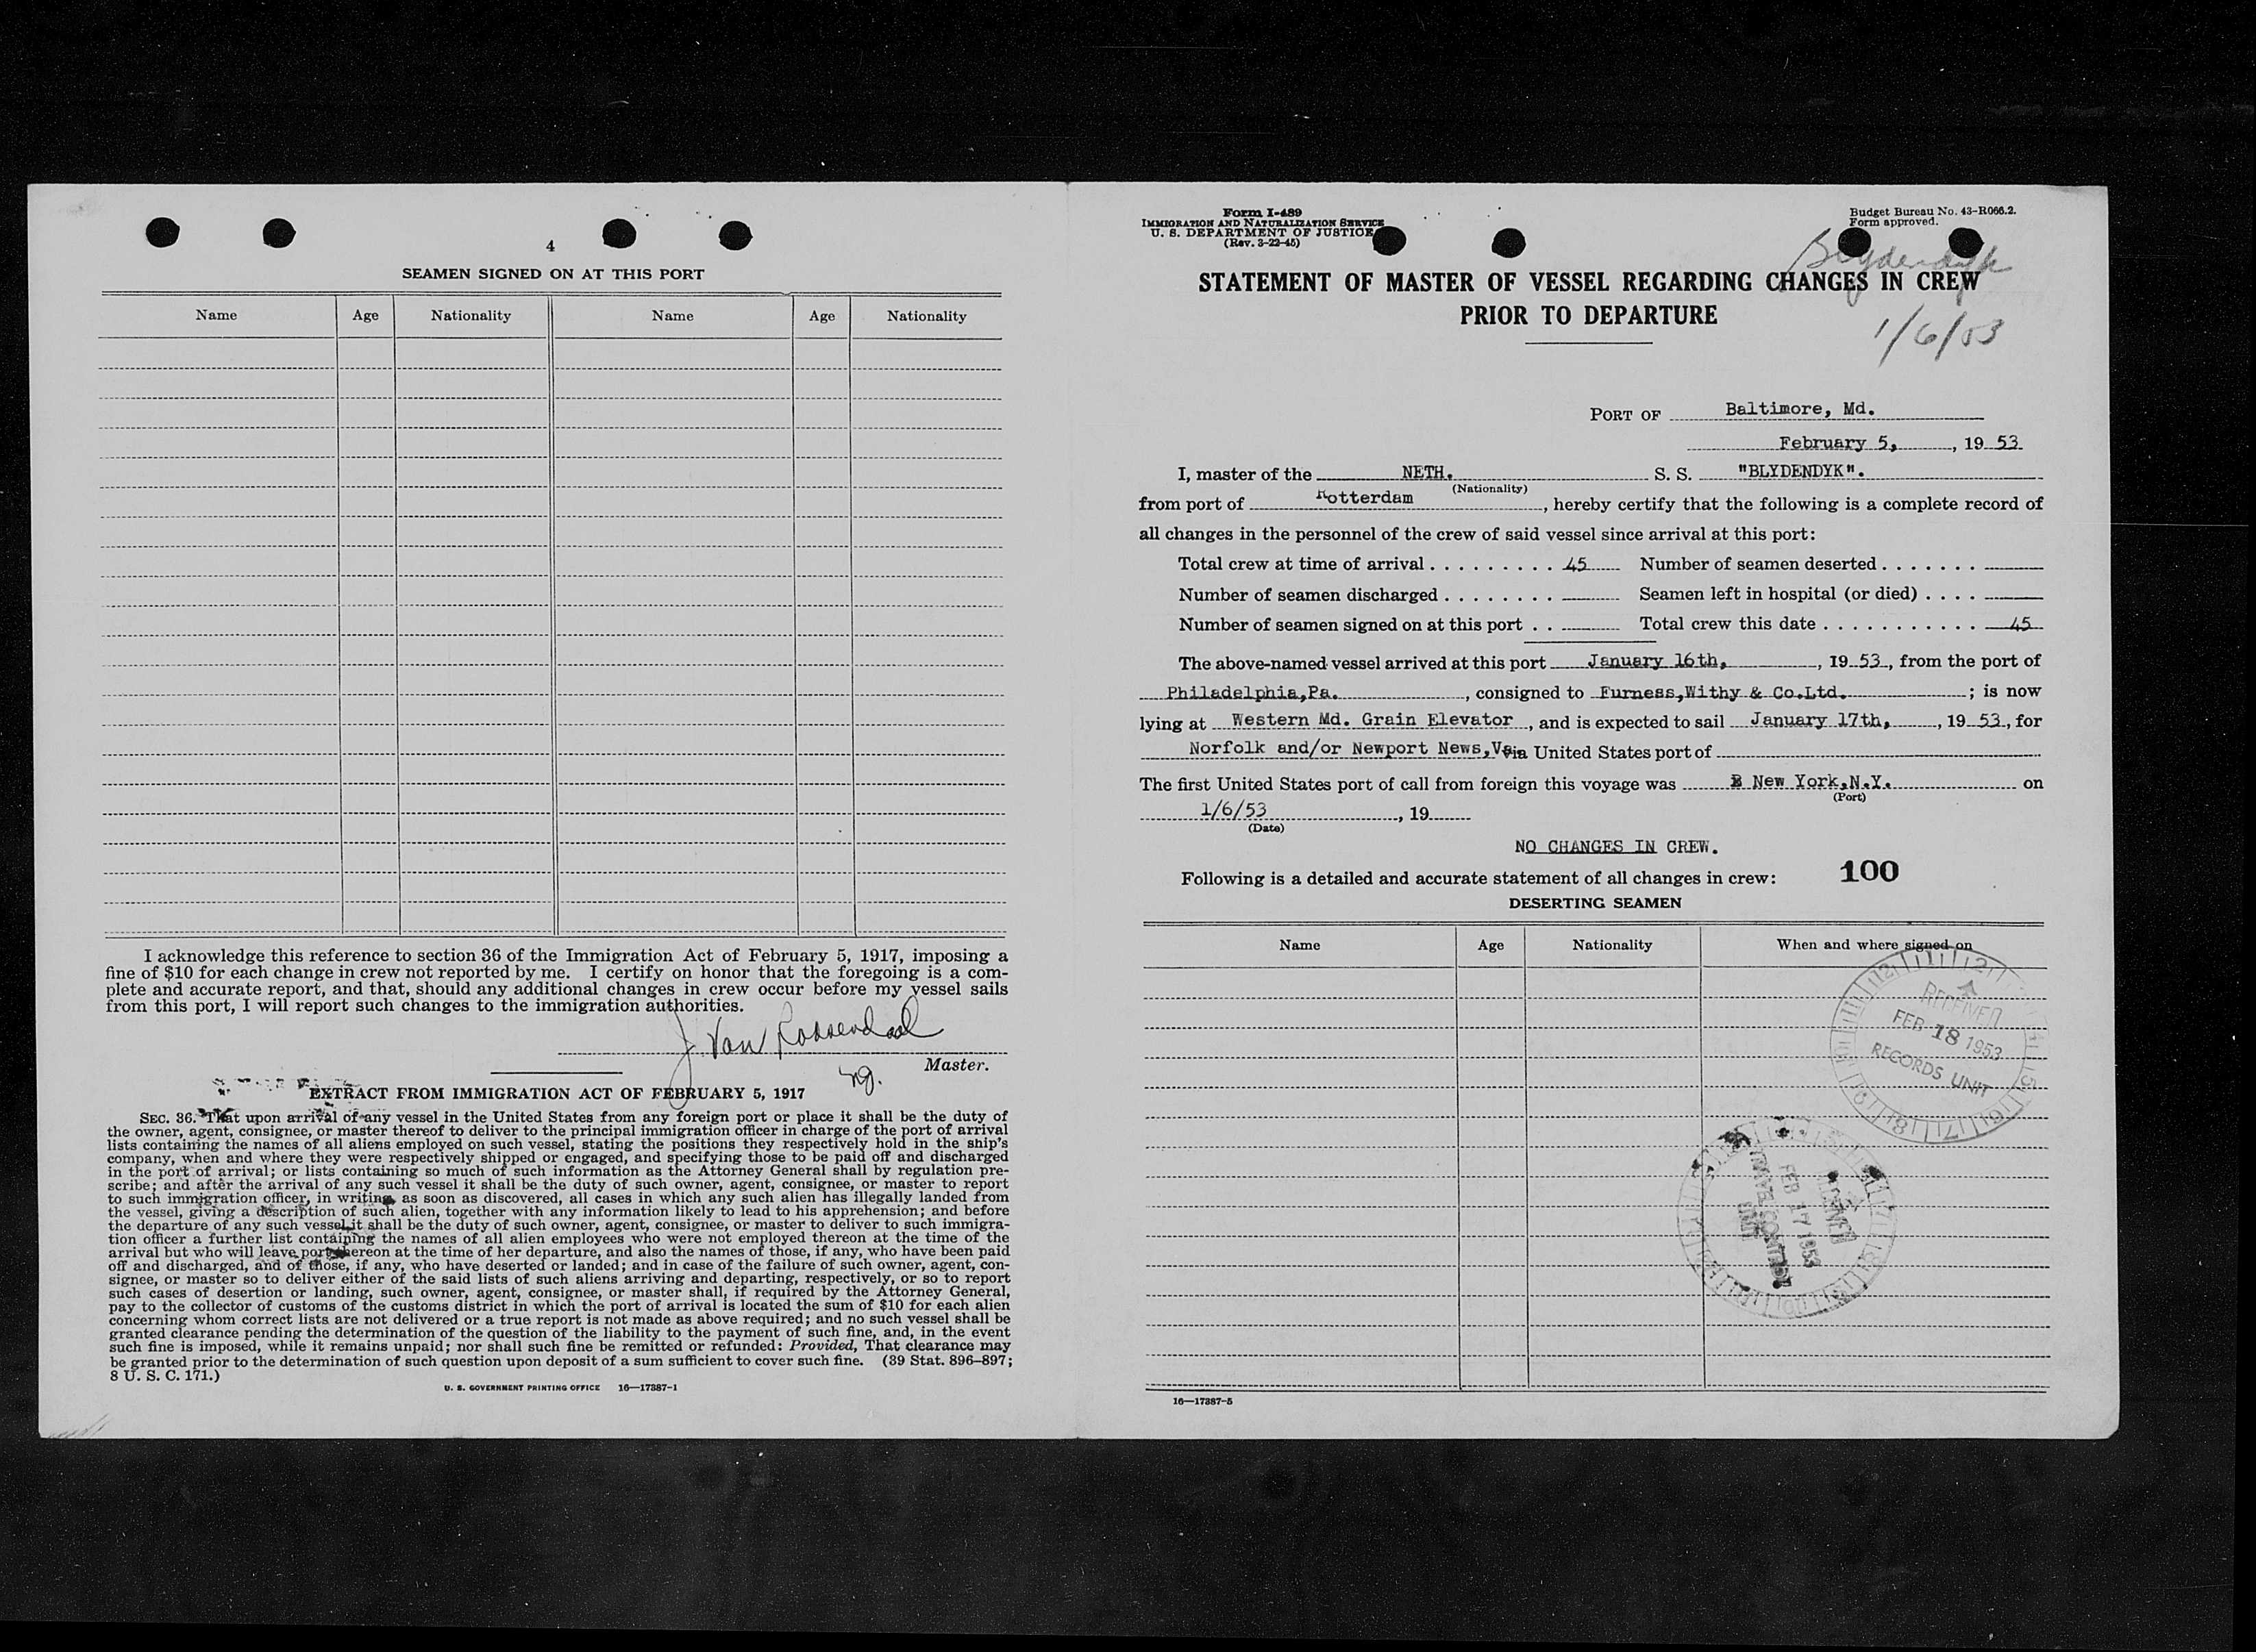 4
SEAMEN SIGNED ON AT THIS PORT
Name Age Nationality Name Age Nationality
I acknowledge this reference to section 36 of the Immigration Act of February 5, 1917, imposing a
fine of $10 for each change in crew not reported by me. I certify on honor that the foregoing is a com-
plete and accurate report, and that, should any additional changes in crew occur before my vessel sails
from this port, I will report such changes to the immigration authorities.
J. Van
Master.
EXTRACT FROM IMMIGRATION ACT OF FEBRUARY 5, 1917
SEC. 36. That upon arrival of any vessel in the United States from any foreign port or place it shall be the duty of
the owner, agent, consignee, or master thereof to deliver to the principal immigration officer in charge of the port of arrival
lists containing the names of all aliens employed on such vessel, stating the positions they respectively hold in the ship's
company, when and where they were respectively shipped or engaged, and specifying those to be paid off and discharged
in the port of arrival; or lists containing so much of such information as the Attorney General shall by regulation pre-
scribe; and after the arrival of any such vessel it shall be the duty of such owner, agent, consignee, or master to report
to such immigration officer, in writing, as soon as discovered, all cases in which any such alien has illegally landed from
the vessel, giving a description of such alien, together with any information likely to lead to his apprehension; and before
the departure of any such vessel it shall be the duty of such owner, agent, consignee, or master to deliver to such immigra-
tion officer a further list containing the names of all alien employees who were not employed thereon at the time of the
arrival but who will leave port thereon at the time of her departure, and also the names of those, if any, who have been paid
off and discharged, and of those, if any, who have deserted or landed; and in case of the failure of such owner, agent, con-
signee, or master so to deliver either of the said lists of such aliens arriving and departing, respectively, or so to report
such cases of desertion or landing, such owner, agent, consignee, or master shall, if required by the Attorney General,
pay to the collector of customs of the customs district in which the port of arrival is located the sum of $10 for each alien
concerning whom correct lists are not delivered or a true report is not made as above required; and no such vessel shall be
granted clearance pending the determination of the question of the liability to the payment of such fine, and, in the event
such fine is imposed, while it remains unpaid; nor shall such fine be remitted or refunded: Provided, That clearance may
be granted prior to the determination of such question upon deposit of a sum sufficient to cover such fine. (39 Stat. 896–897;
8 U. S. C. 171.)
U. S. GOVERNMENT PRINTING OFFICE 16—17387-1
Form I-489
IMMIGRATION AND NATURALIZATION SERVICE
U. S. DEPARTMENT OF JUSTICE
(Rev. 3-22-45)
Budget Bureau No. 43-R066.2.
Form approved.
Blydendyk
STATEMENT OF MASTER OF VESSEL REGARDING CHANGES IN CREW
PRIOR TO DEPARTURE
1/6/53
PORT OF Baltimore, Md.
February 5, , 19 53
I, master of the NETH. S. S. "BLYDENDYK".
(Nationality)
from port of Rotterdam , hereby certify that the following is a complete record of
all changes in the personnel of the crew of said vessel since arrival at this port:
Total crew at time of arrival . . . . . . . . . . 45 Number of seamen deserted . . . . . . .
Number of seamen discharged . . . . . . . . Seamen left in hospital (or died) . . . .
Number of seamen signed on at this port . . Total crew this date . . . . . . . . . . . 45
The above-named vessel arrived at this port January 16th, , 19 53, from the port of
Philadelphia,Pa. , consigned to Furness,Withy & Co.Ltd. ; is now
lying at Western Md. Grain Elevator , and is expected to sail January 17th, , 19 53, for
Norfolk and/or Newport News,Va. via United States port of
The first United States port of call from foreign this voyage was New York,N.Y. on
(Port)
1/6/53 , 19
(Date)
NO CHANGES IN CREW.
Following is a detailed and accurate statement of all changes in crew: 100
DESERTING SEAMEN
Name Age Nationality When and where signed on
RECEIVED
FEB 18 1953
RECORDS UNIT
RECEIVED
FEB 17 1953
TRAVEL CONTROL
UNIT
16—17387-5